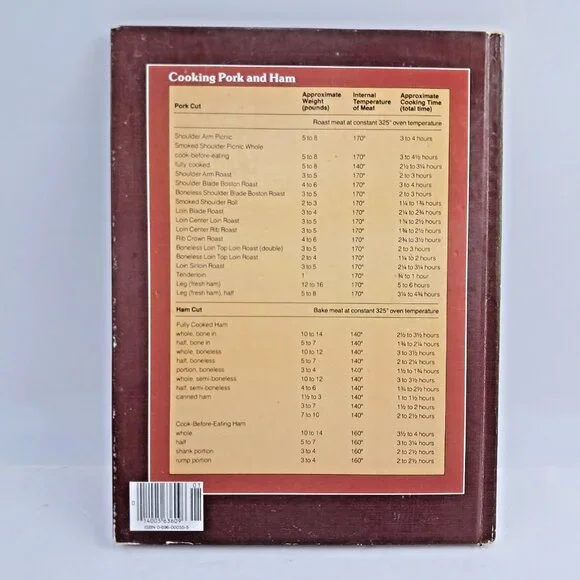 Cooking Pork and Ham
Pork Cut Approximate Weight (pounds) Internal Temperature of Meat Approximate Cooking Time (total time)
Roast meat at constant 325° oven temperature
Shoulder Arm Picnic 5 to 8 170° 3 to 4 hours
Smoked Shoulder Picnic Whole
cook-before-eating 5 to 8 170° 3 to 4½ hours
fully cooked 5 to 8 140° 2½ to 3¼ hours
Shoulder Arm Roast 3 to 5 170° 2 to 3 hours
Shoulder Blade Boston Roast 4 to 6 170° 3 to 4 hours
Boneless Shoulder Blade Boston Roast 3 to 5 170° 2 to 3 hours
Smoked Shoulder Roll 2 to 3 170° 1¼ to 1¾ hours
Loin Blade Roast 3 to 4 170° 2¼ to 2¾ hours
Loin Center Loin Roast 3 to 5 170° 1¾ to 2½ hours
Loin Center Rib Roast 3 to 5 170° 1¾ to 2½ hours
Rib Crown Roast 4 to 6 170° 2¾ to 3½ hours
Boneless Loin Top Loin Roast (double) 3 to 5 170° 2 to 3 hours
Boneless Loin Top Loin Roast 2 to 4 170° 1¼ to 2 hours
Loin Sirloin Roast 3 to 5 170° 2¼ to 3¼ hours
Tenderloin 1 170° ¾ to 1 hour
Leg (fresh ham) 12 to 16 170° 5 to 6 hours
Leg (fresh ham), half 5 to 8 170° 3¼ to 4¾ hours
Ham Cut Bake meat at constant 325° oven temperature
Fully Cooked Ham
whole, bone in 10 to 14 140° 2½ to 3½ hours
half, bone in 5 to 7 140° 1¾ to 2¼ hours
whole, boneless 10 to 12 140° 3 to 3½ hours
half, boneless 5 to 7 140° 2 to 2¼ hours
portion, boneless 3 to 4 140° 1½ to 1¾ hours
whole, semi-boneless 10 to 12 140° 3 to 3½ hours
half, semi-boneless 4 to 6 140° 1¾ to 2½ hours
canned ham 1½ to 3 140° 1 to 1½ hours
3 to 7 140° 1½ to 2 hours
7 to 10 140° 2 to 2½ hours
Cook-Before-Eating Ham
whole 10 to 14 160° 3½ to 4 hours
half 5 to 7 160° 3 to 3¼ hours
shank portion 3 to 4 160° 2 to 2½ hours
rump portion 3 to 4 160° 2 to 2½ hours
01
0
14005 63609
ISBN 0-696-00055-5